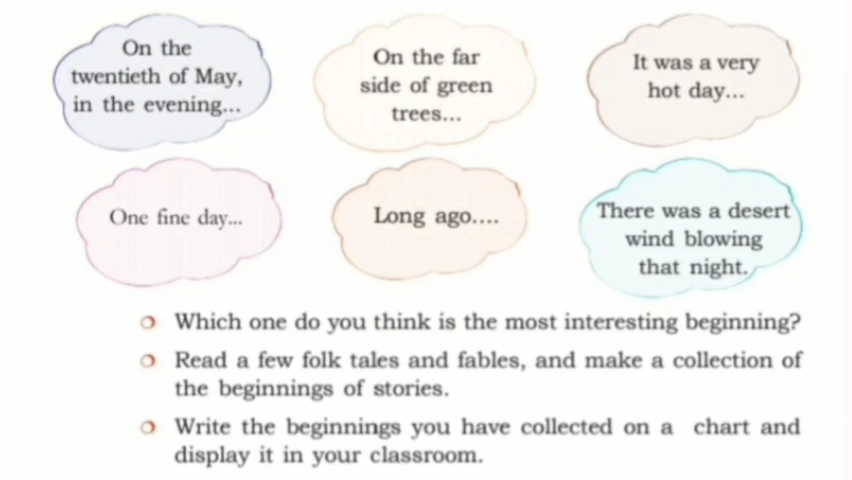 On the
twentieth of May,
in the evening...
On the far
side of green
trees...
It was a very
hot day...
One fine day...
Long ago....
There was a desert
wind blowing
that night.
Which one do you think is the most interesting beginning?
Read a few folk tales and fables, and make a collection of
the beginnings of stories.
Write the beginnings you have collected on a chart and
display it in your classroom.